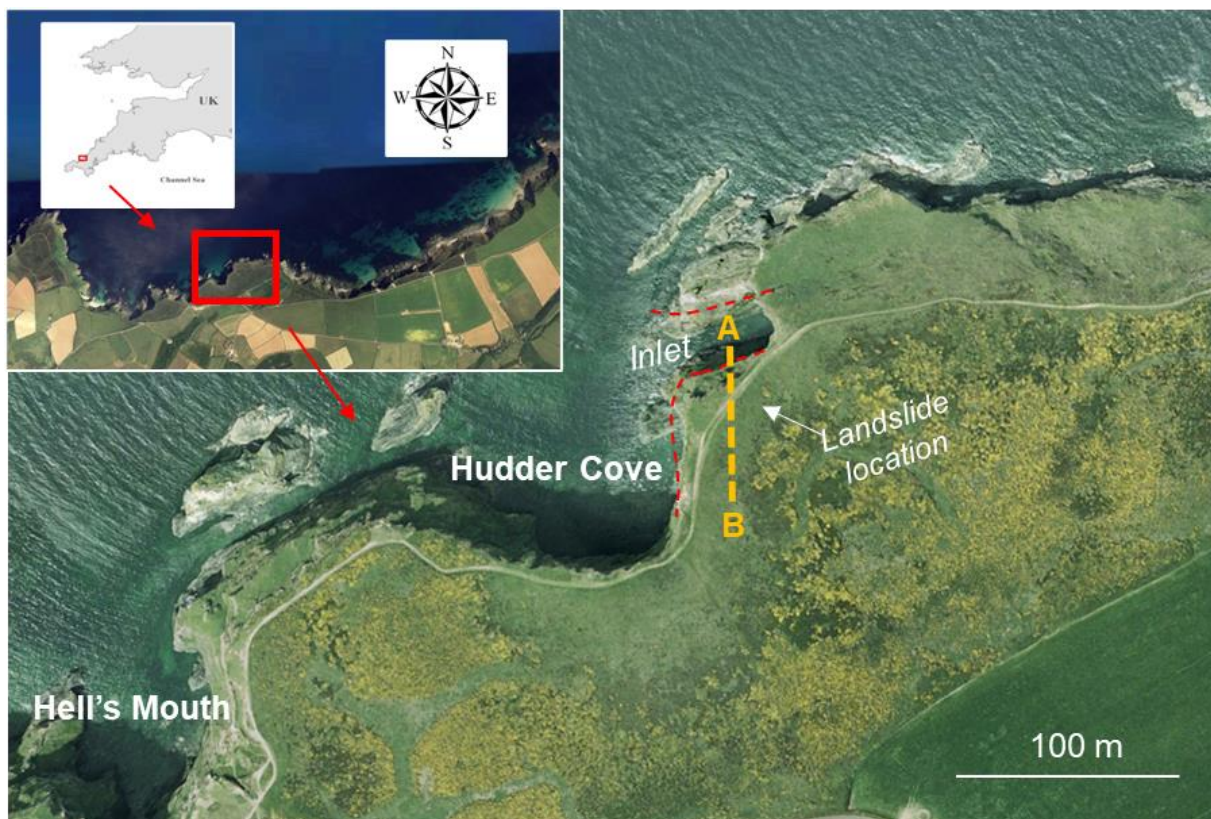 UK
Channel Sea
N
W E
S
A
Inlet
Landslide
location
Hudder Cove
B
Hell's Mouth
100 m